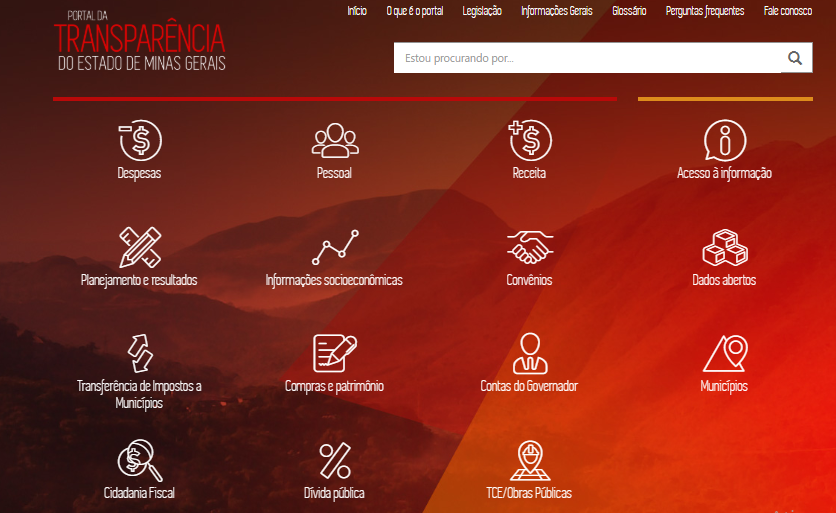 PORTAL DA
TRANSPARÊNCIA
DO ESTADO DE MINAS GERAIS
Início
O que é o portal
Legislação
Informações Gerais
Glossário
Perguntas frequentes
Fale conosco
Estou procurando por...
Despesas
Pessoal
Receita
Acesso à informação
Planejamento e resultados
Informações socioeconômicas
Convênios
Dados abertos
Transferência de Impostos a
Municípios
Compras e patrimônio
Contas do Governador
Municípios
Cidadania Fiscal
Dívida pública
TCE/Obras Públicas